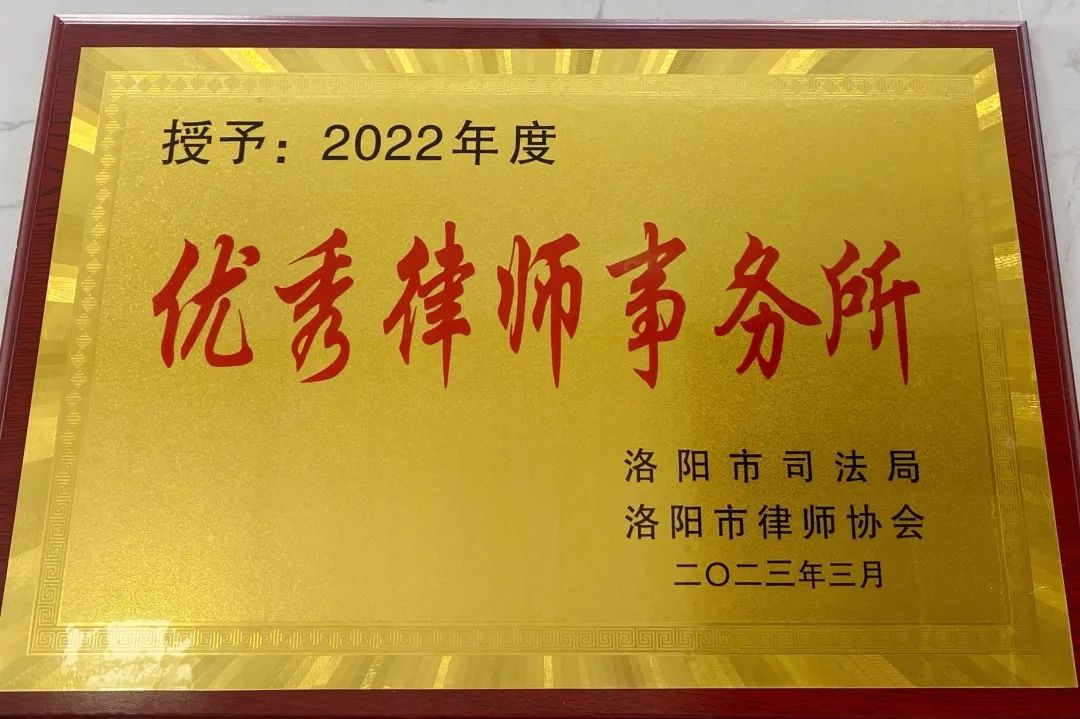 授予：2022年度
优秀律师事务所
洛阳市司法局
洛阳市律师协会
二〇二三年三月